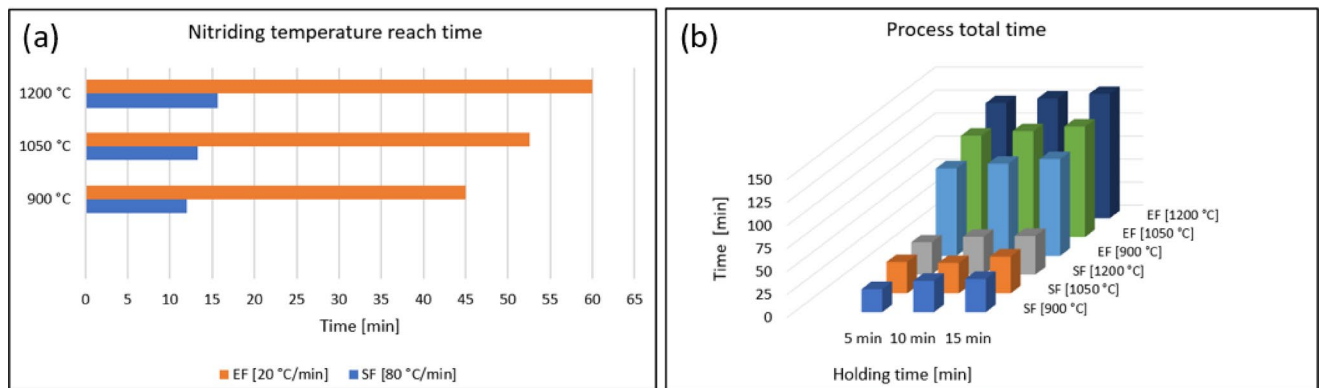 (a)
Nitriding temperature reach time
1200 °C
1050 °C
900 °C
0 5 10 15 20 25 30 35 40 45 50 55 60 65
Time [min]
EF [20 °C/min] SF [80 °C/min]
(b)
Process total time
150
125
100
75
50
25
0
Time [min]
EF [1200 °C]
EF [1050 °C]
EF [900 °C]
SF [1200 °C]
SF [1050 °C]
SF [900 °C]
5 min 10 min 15 min
Holding time [min]